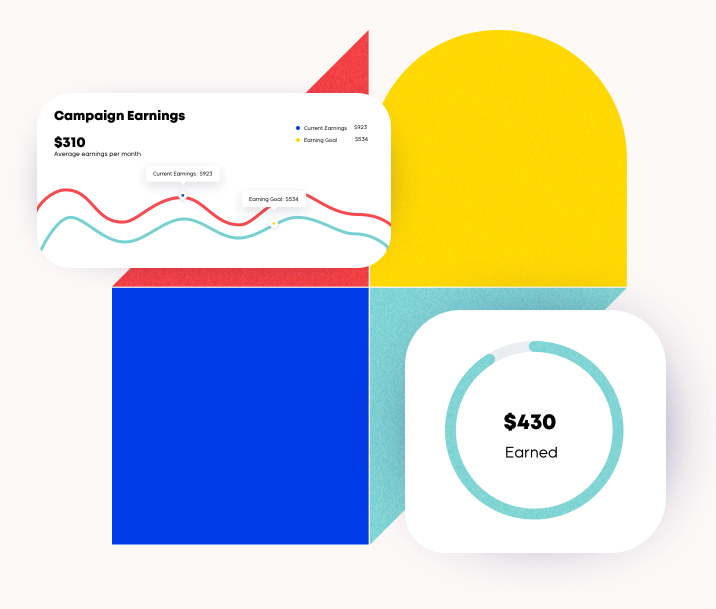 Campaign Earnings
$310
Average earnings per month
Current Earnings $923
Earning Goal $534
Current Earnings: $923
Earning Goal: $534
$430
Earned